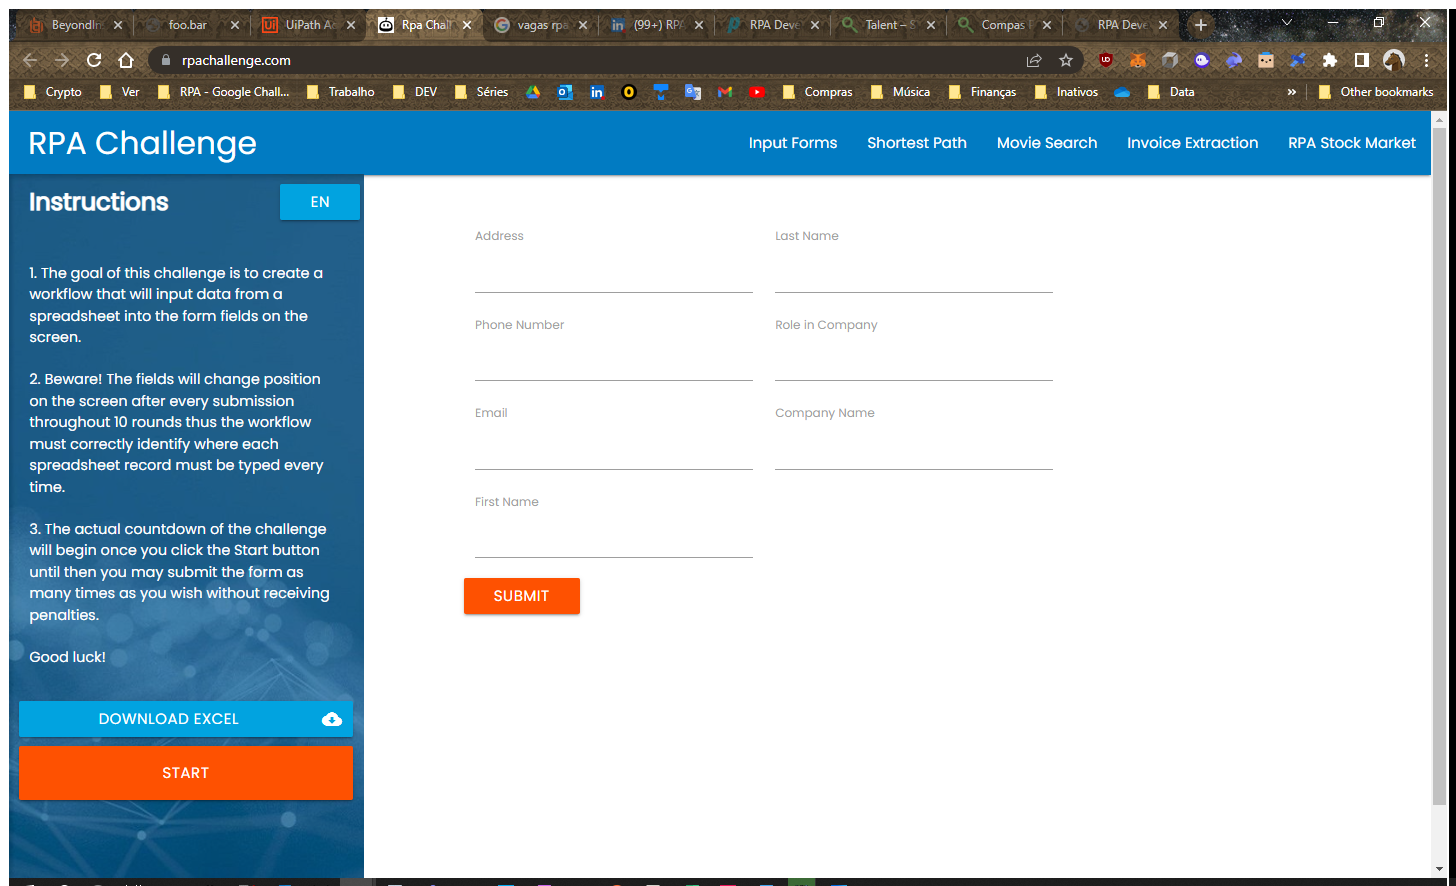 BeyondIn
foo.bar
UiPath Ac
Rpa Chall
vagas rpa
(99+) RPA
RPA Deve
Talent – S
Compas
RPA Deve
rpachallenge.com
Crypto
Ver
RPA - Google Chall...
Trabalho
DEV
Séries
Compras
Música
Finanças
Inativos
Data
»
Other bookmarks
RPA Challenge
Input Forms
Shortest Path
Movie Search
Invoice Extraction
RPA Stock Market
Instructions
EN
1. The goal of this challenge is to create a
workflow that will input data from a
spreadsheet into the form fields on the
screen.
2. Beware! The fields will change position
on the screen after every submission
throughout 10 rounds thus the workflow
must correctly identify where each
spreadsheet record must be typed every
time.
3. The actual countdown of the challenge
will begin once you click the Start button
until then you may submit the form as
many times as you wish without receiving
penalties.
Good luck!
DOWNLOAD EXCEL
START
Address
Last Name
Phone Number
Role in Company
Email
Company Name
First Name
SUBMIT